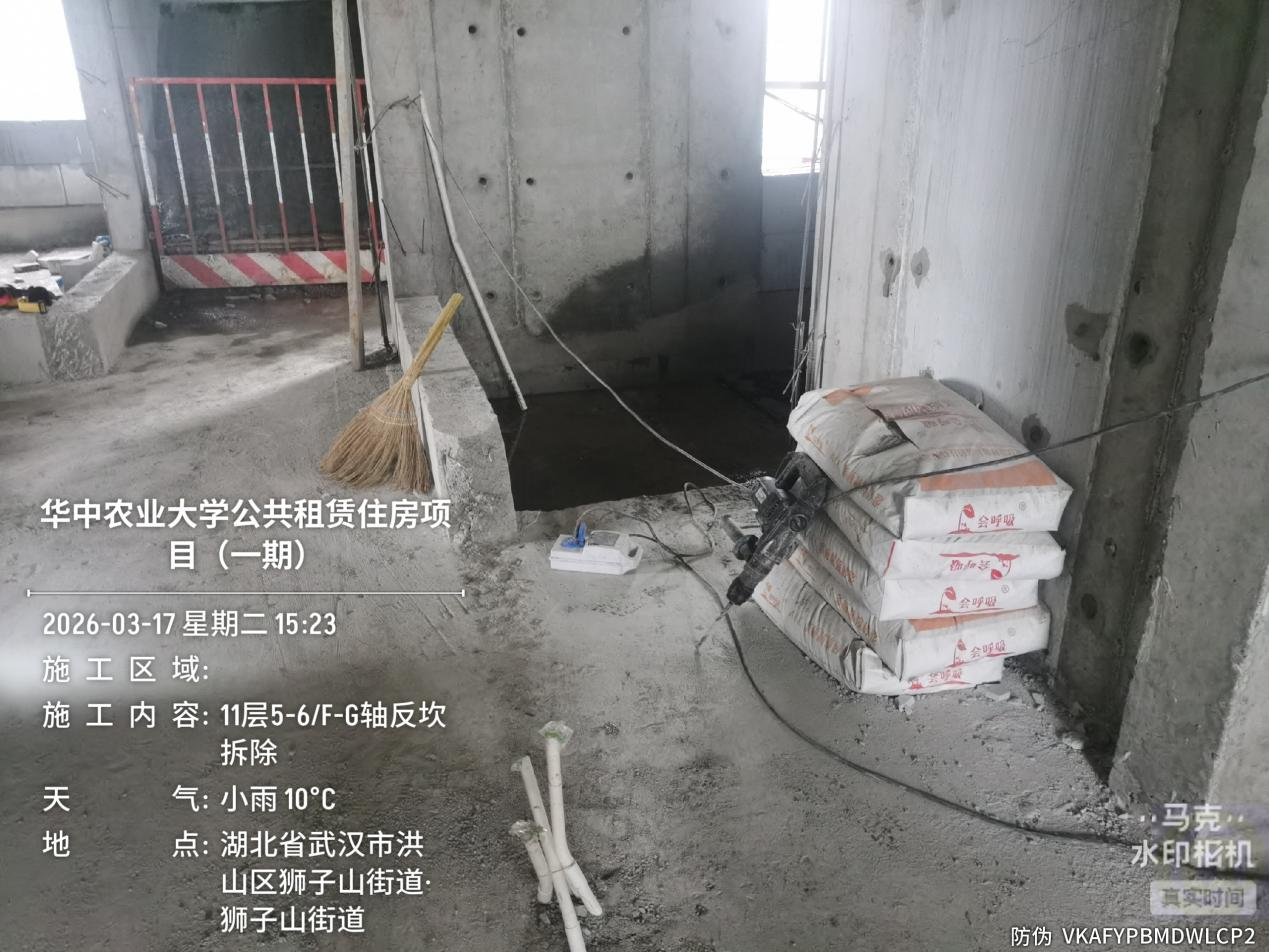 华中农业大学公共租赁住房项
目（一期）
2026-03-17 星期二 15:23
施工区域:
施工内容: 11层5-6/F-G轴反坎
拆除
天气: 小雨 10°C
地点: 湖北省武汉市洪
山区狮子山街道·
狮子山街道
会呼吸®
会呼吸
会呼吸®
会呼吸®
会呼吸
马克
水印相机
真实时间
防伪 VKAFYPBMDWLCP2